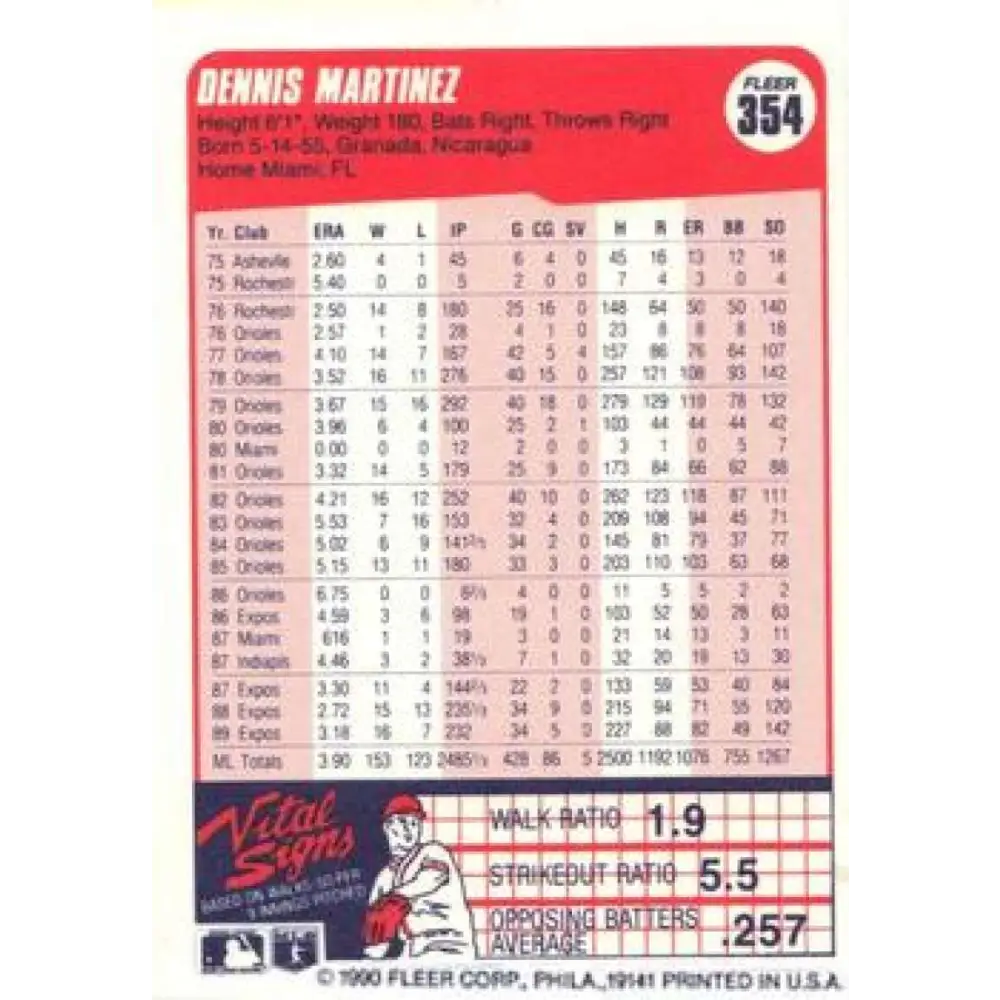 DENNIS MARTINEZ
FLEER
354
Height 6'1", Weight 180, Bats Right, Throws Right
Born 5-14-55, Granada, Nicaragua
Home Miami, FL
Yr. Club ERA W L IP G CG SV H R ER BB SO
75 Asheville 2.60 4 1 45 6 4 0 45 16 13 12 18
75 Rochestr 5.40 0 0 5 2 0 0 7 4 3 0 4
76 Rochestr 2.50 14 8 180 25 16 0 148 64 50 50 140
76 Orioles 2.57 1 2 28 4 1 0 23 8 8 8 18
77 Orioles 4.10 14 7 167 42 5 4 157 86 76 64 107
78 Orioles 3.52 16 11 276 40 15 0 257 121 108 93 142
79 Orioles 3.67 15 16 292 40 18 0 279 129 119 78 132
80 Orioles 3.96 6 4 100 25 2 1 103 44 44 44 42
80 Miami 0.00 0 0 12 2 0 0 3 1 0 5 7
81 Orioles 3.32 14 5 179 25 9 0 173 84 66 62 88
82 Orioles 4.21 16 12 252 40 10 0 262 123 118 87 111
83 Orioles 5.53 7 16 153 32 4 0 209 108 94 45 71
84 Orioles 5.02 6 9 141⅔ 34 2 0 145 81 79 37 77
85 Orioles 5.15 13 11 180 33 3 0 203 110 103 63 68
86 Orioles 6.75 0 0 6⅔ 4 0 0 11 5 5 2 2
86 Expos 4.59 3 6 98 19 1 0 103 52 50 28 63
87 Miami 616 1 1 19 3 0 0 21 14 13 3 11
87 Indiaplis 4.46 3 2 38⅓ 7 1 0 32 20 19 13 30
87 Expos 3.30 11 4 144⅔ 22 2 0 133 59 53 40 84
88 Expos 2.72 15 13 235⅓ 34 9 0 215 94 71 55 120
89 Expos 3.18 16 7 232 34 5 0 227 88 82 49 142
ML Totals 3.90 153 123 2485⅓ 428 86 5 2500 1192 1076 755 1267
Vital Signs
BASED ON WALKS/SO PER
9 INNINGS PITCHED
WALK RATIO 1.9
STRIKEOUT RATIO 5.5
OPPOSING BATTERS
AVERAGE .257
© 1990 FLEER CORP., PHILA., 19141 PRINTED IN U.S.A.